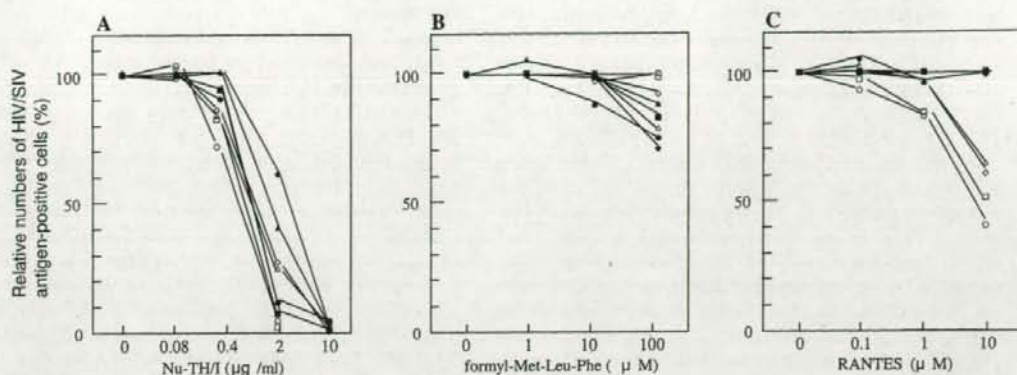 A
B
C
Relative numbers of HIV/SIV
antigen-positive cells (%)
100
50
0
0 0.08 0.4 2 10
Nu-TH/I (µg /ml)
100
50
0
0 1 10 100
formyl-Met-Leu-Phe ( µ M)
100
50
0
0 0.1 1 10
RANTES (µ M)